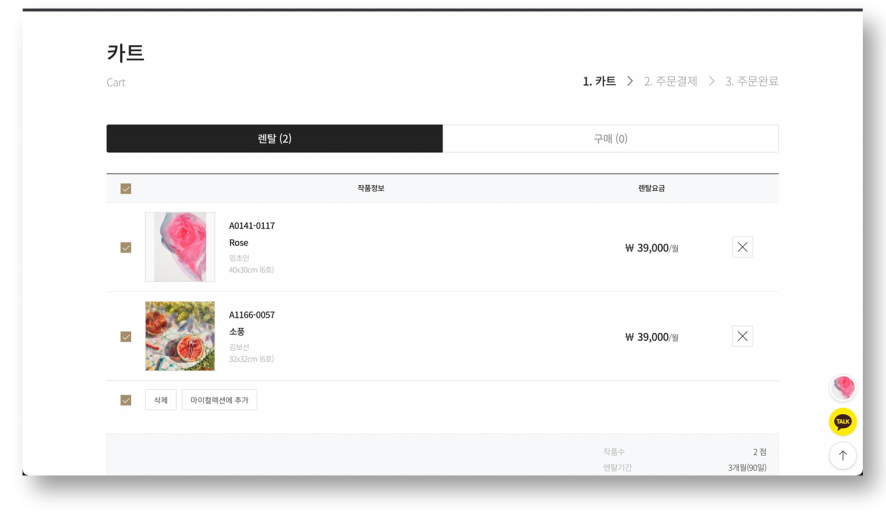 카트
Cart
1. 카트 > 2. 주문결제 > 3. 주문완료
렌탈 (2)
구매 (0)
작품정보
렌탈요금
A0141-0117
Rose
임초인
40x30cm (6호)
₩ 39,000/월
A1166-0057
소풍
김보선
32x32cm (6호)
₩ 39,000/월
삭제
마이컬렉션에 추가
TALK
작품수
2 점
렌탈기간
3개월(90일)